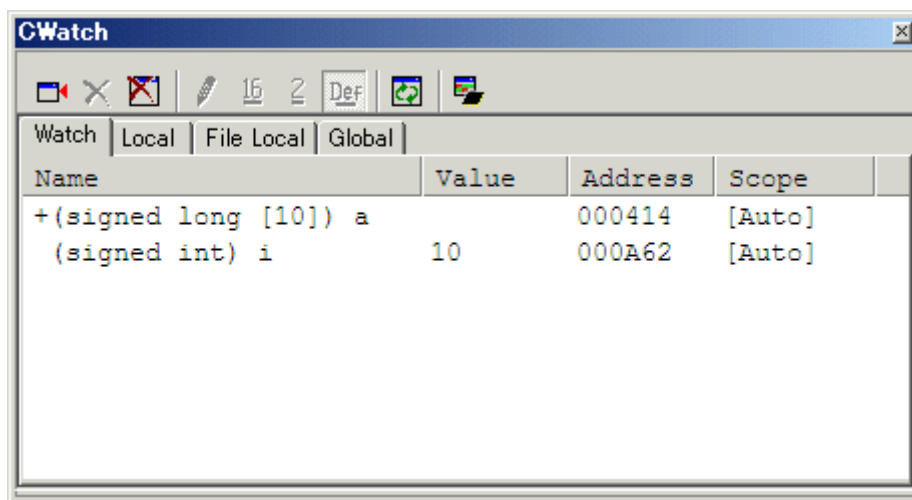 CWatch
16 2 Def
Watch Local File Local Global
Name Value Address Scope
+(signed long [10]) a 000414 [Auto]
(signed int) i 10 000A62 [Auto]